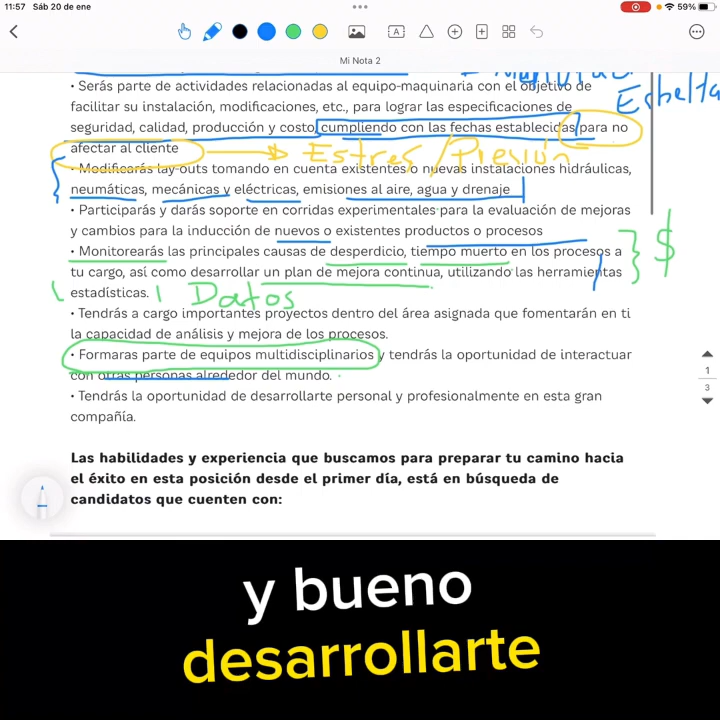 11:57 Sáb 20 de ene
59%
Mi Nota 2
• Serás parte de actividades relacionadas al equipo-maquinaria con el objetivo de
facilitar su instalación, modificaciones, etc., para lograr las especificaciones de
Esbelta
seguridad, calidad, producción y costo, cumpliendo con las fechas establecidas para no
afectar al cliente
Estres/Presión
• Modificarás lay-outs tomando en cuenta existentes o nuevas instalaciones hidráulicas,
neumáticas, mecánicas y eléctricas, emisiones al aire, agua y drenaje
• Participarás y darás soporte en corridas experimentales para la evaluación de mejoras
y cambios para la inducción de nuevos o existentes productos o procesos
• Monitorearás las principales causas de desperdicio, tiempo muerto en los procesos a
$
tu cargo, así como desarrollar un plan de mejora continua, utilizando las herramientas
estadísticas.
Datos
• Tendrás a cargo importantes proyectos dentro del área asignada que fomentarán en ti
la capacidad de análisis y mejora de los procesos.
• Formaras parte de equipos multidisciplinarios y tendrás la oportunidad de interactuar
con otras personas alrededor del mundo.
1
3
• Tendrás la oportunidad de desarrollarte personal y profesionalmente en esta gran
compañía.
Las habilidades y experiencia que buscamos para preparar tu camino hacia
el éxito en esta posición desde el primer día, está en búsqueda de
candidatos que cuenten con:
y bueno
desarrollarte